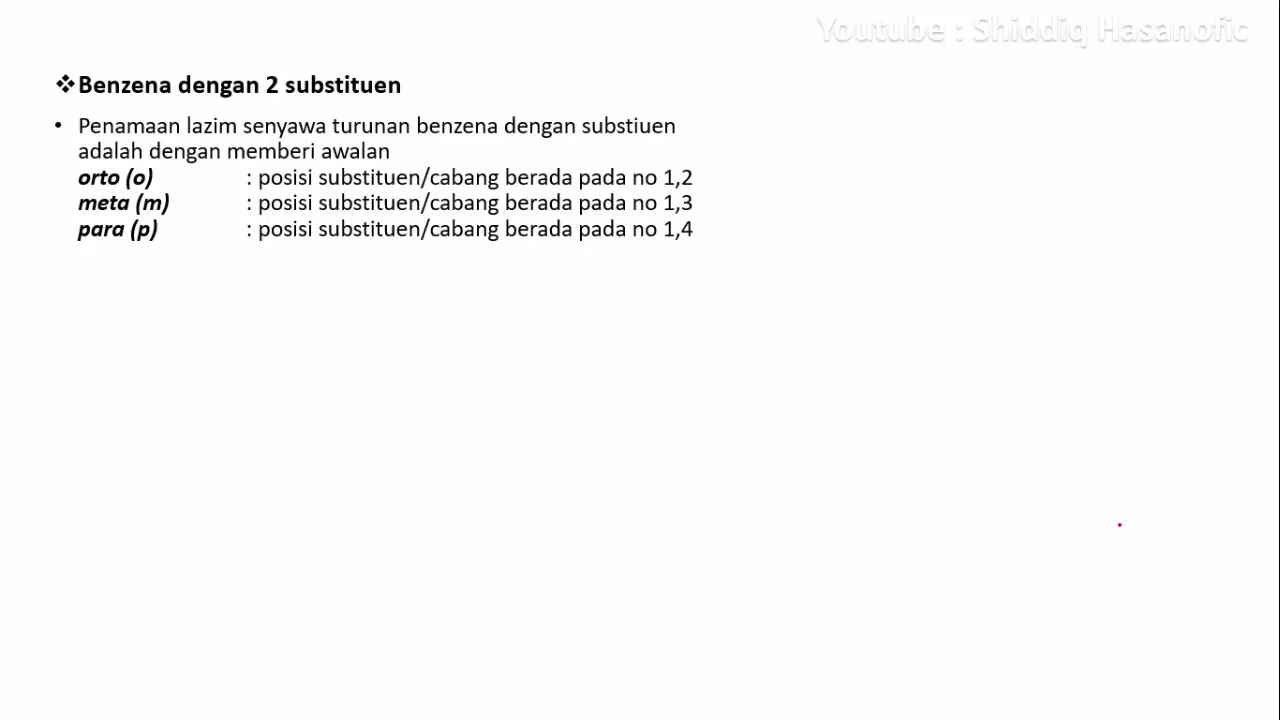 Youtube : Shiddiq Hasanofic
❖Benzena dengan 2 substituen
• Penamaan lazim senyawa turunan benzena dengan substiuen
adalah dengan memberi awalan
orto (o) : posisi substituen/cabang berada pada no 1,2
meta (m) : posisi substituen/cabang berada pada no 1,3
para (p) : posisi substituen/cabang berada pada no 1,4